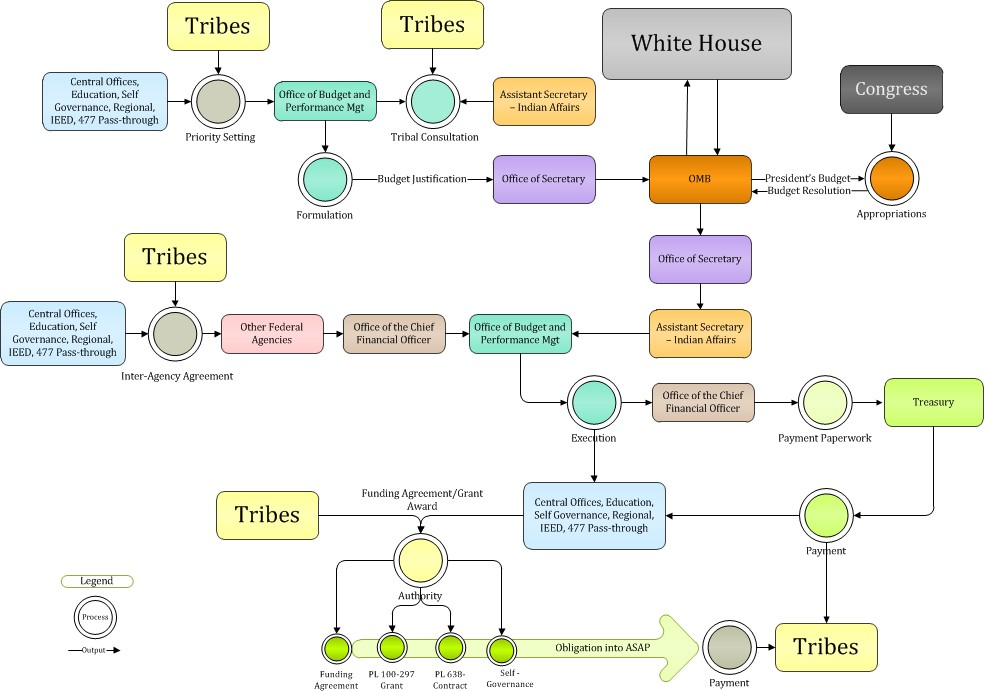 Tribes
Tribes
White House
Central Offices,
Education, Self
Governance, Regional,
IEED, 477 Pass-through
Priority Setting
Office of Budget and
Performance Mgt
Tribal Consultation
Assistant Secretary
– Indian Affairs
Congress
Formulation
Budget Justification
Office of Secretary
OMB
President's Budget
Budget Resolution
Appropriations
Office of Secretary
Tribes
Central Offices,
Education, Self
Governance, Regional,
IEED, 477 Pass-through
Inter-Agency Agreement
Other Federal
Agencies
Office of the Chief
Financial Officer
Office of Budget and
Performance Mgt
Assistant Secretary
– Indian Affairs
Execution
Office of the Chief
Financial Officer
Payment Paperwork
Treasury
Tribes
Funding Agreement/Grant
Award
Central Offices, Education,
Self Governance, Regional,
IEED, 477 Pass-through
Payment
Authority
Legend
Process
Output
Funding
Agreement
PL 100-297
Grant
PL 638-
Contract
Self -
Governance
Obligation into ASAP
Payment
Tribes